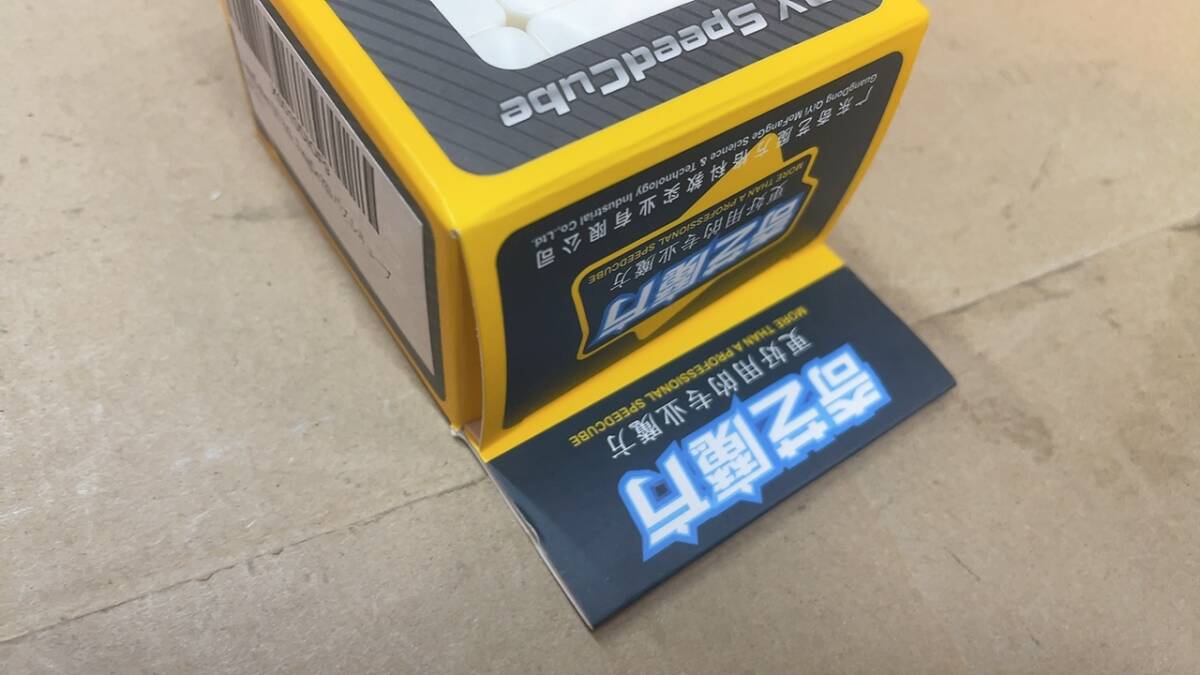 SpeedCube
广东奇艺魔方格科教实业有限公司
GuangDong QiYi MoFangGe Science & Technology Industrial Co.,Ltd.
MORE THAN A PROFESSIONAL SPEEDCUBE
更好用的专业魔方
奇艺魔方
MORE THAN A PROFESSIONAL SPEEDCUBE
更好用的专业魔方
奇艺魔方